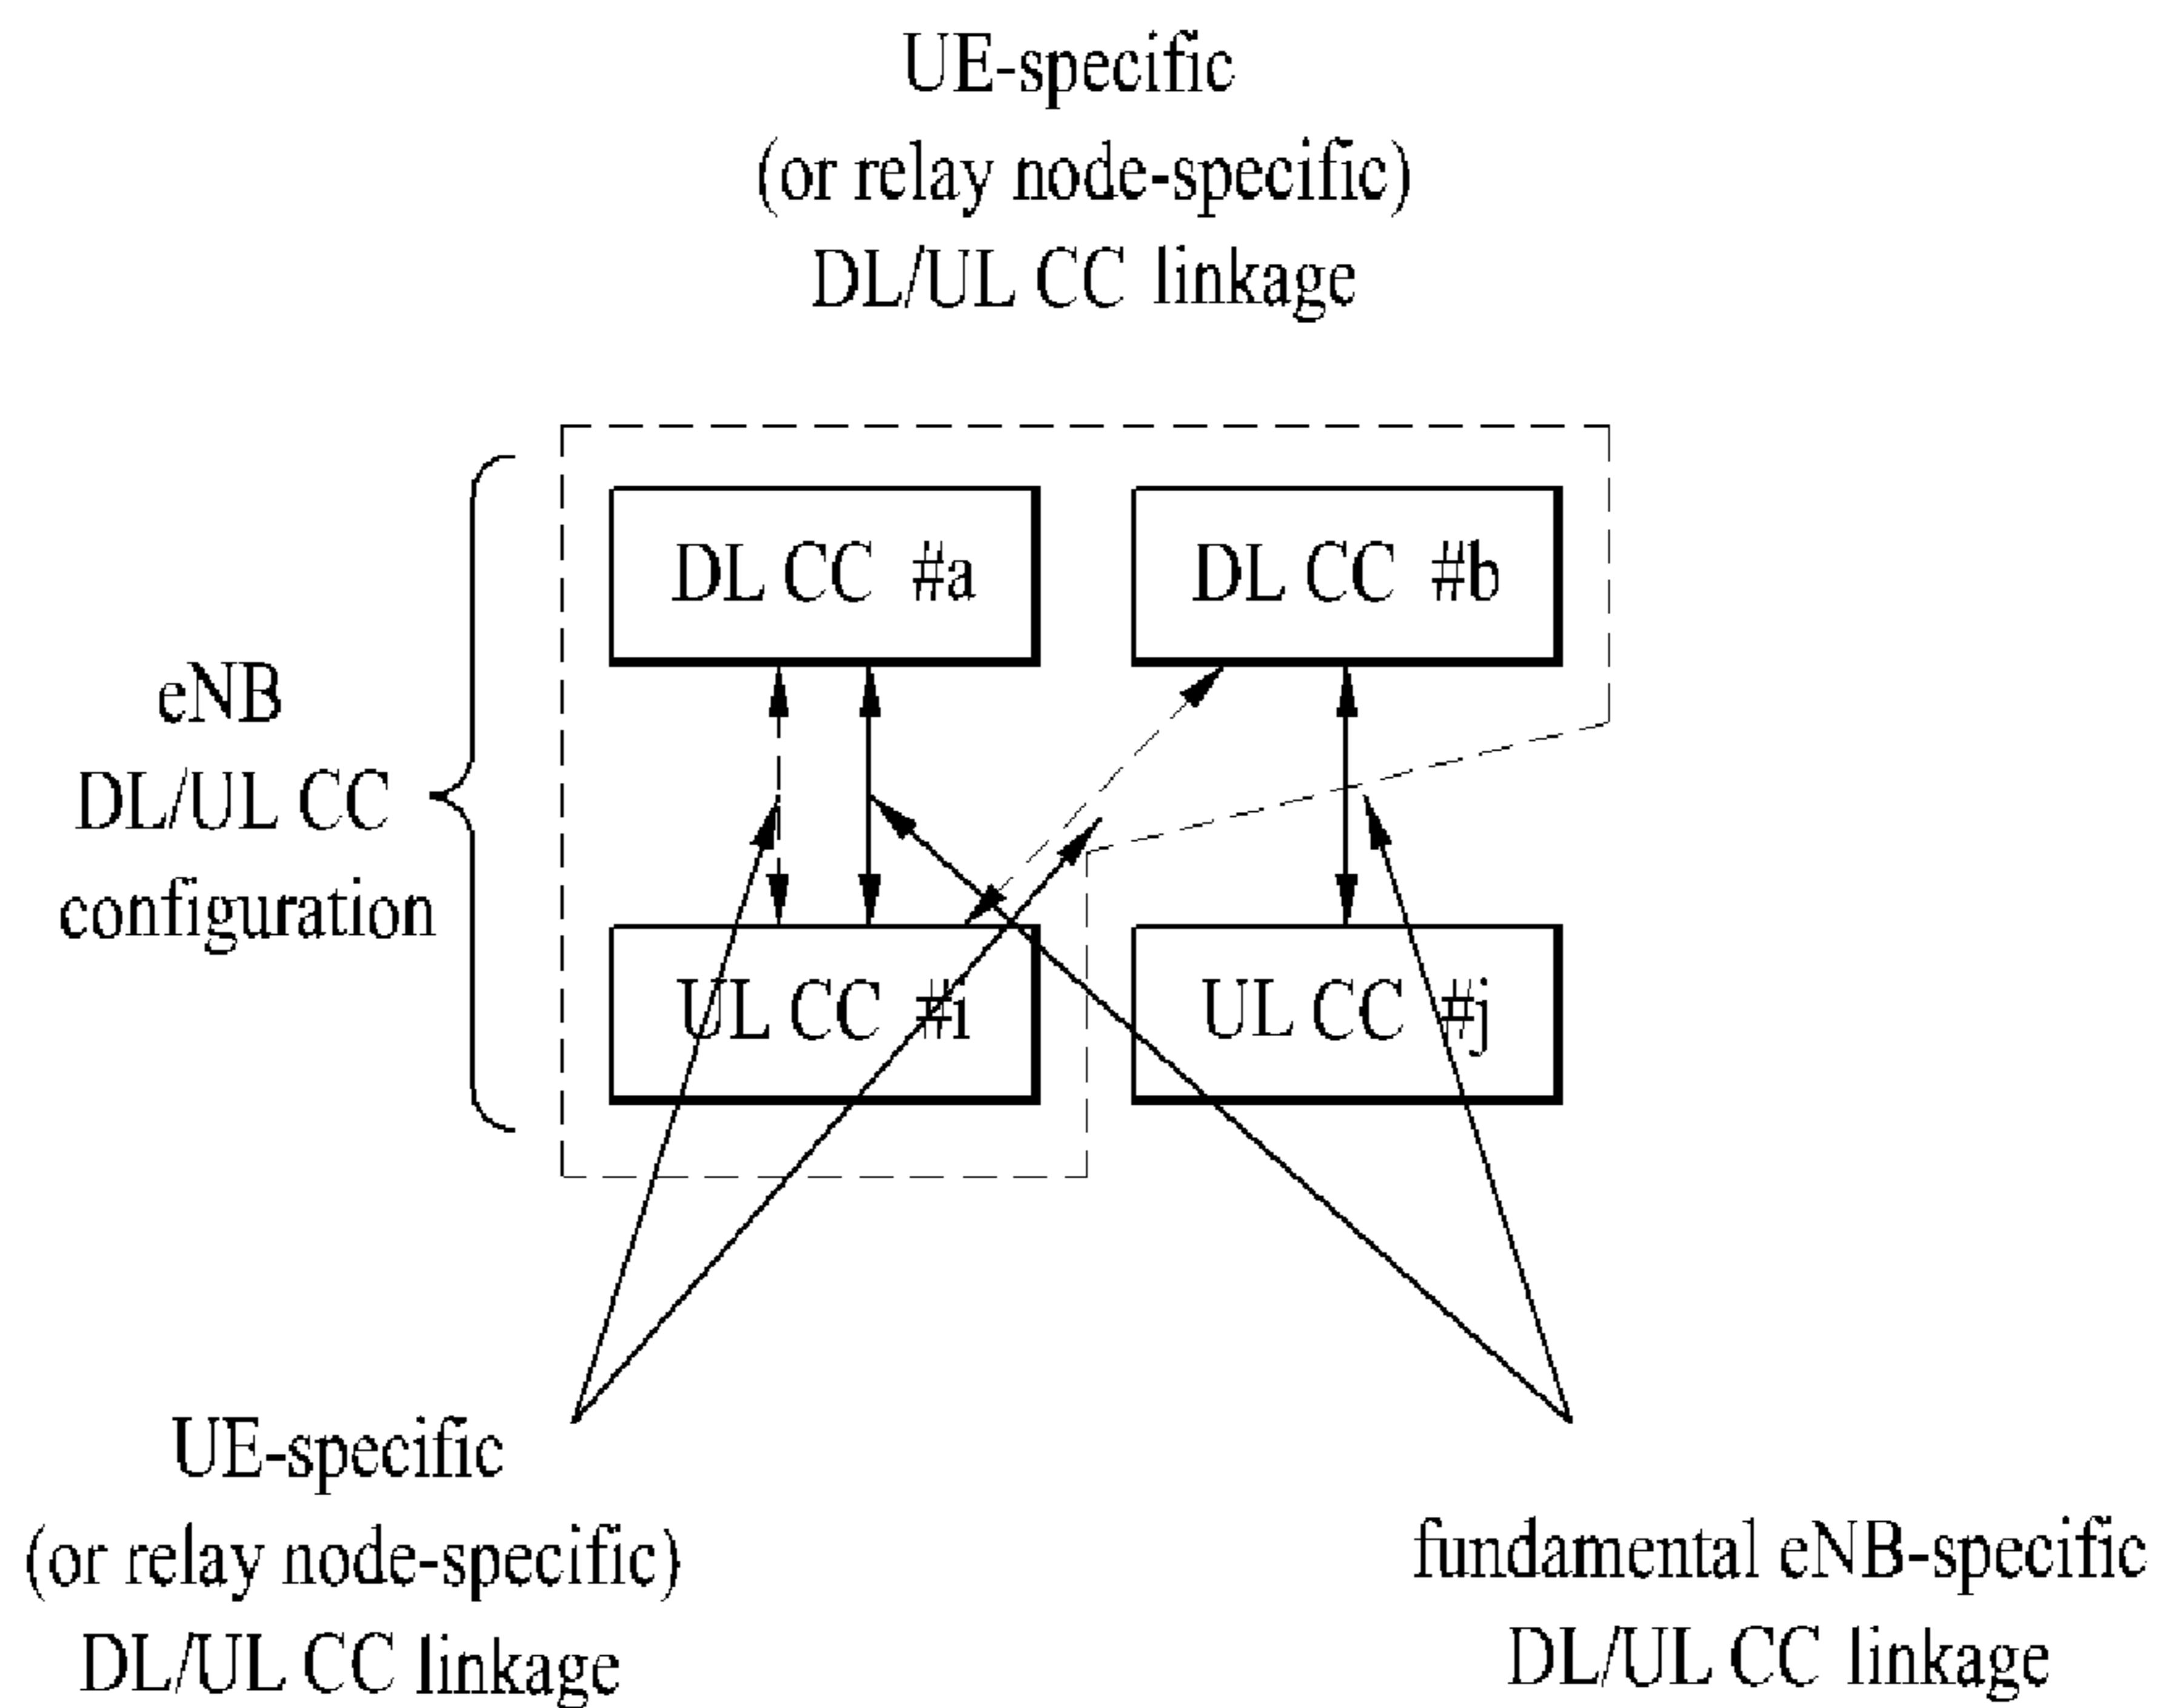 UE-specific
(or relay node-specific)
DL/UL CC linkage
DL CC #a
DL CC #b
eNB
DL/UL CC
configuration
UL CC #i
UL CC #j
UE-specific
(or relay node-specific)
DL/UL CC linkage
fundamental eNB-specific
DL/UL CC linkage